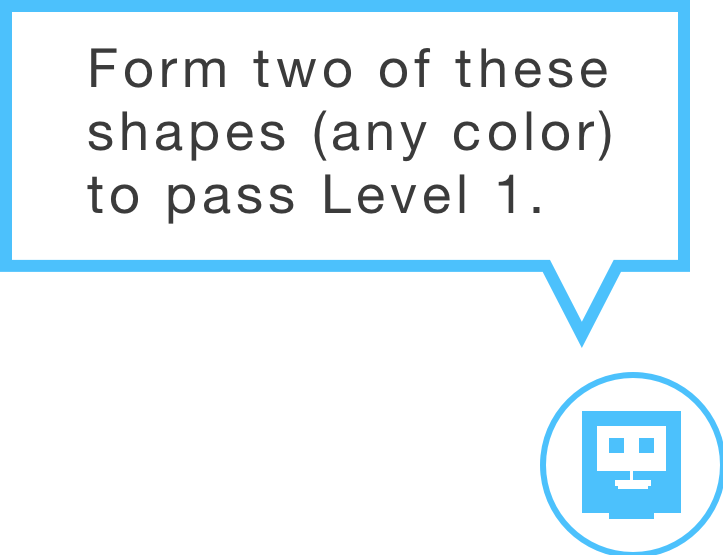 Form two of these
shapes (any color)
to pass Level 1.